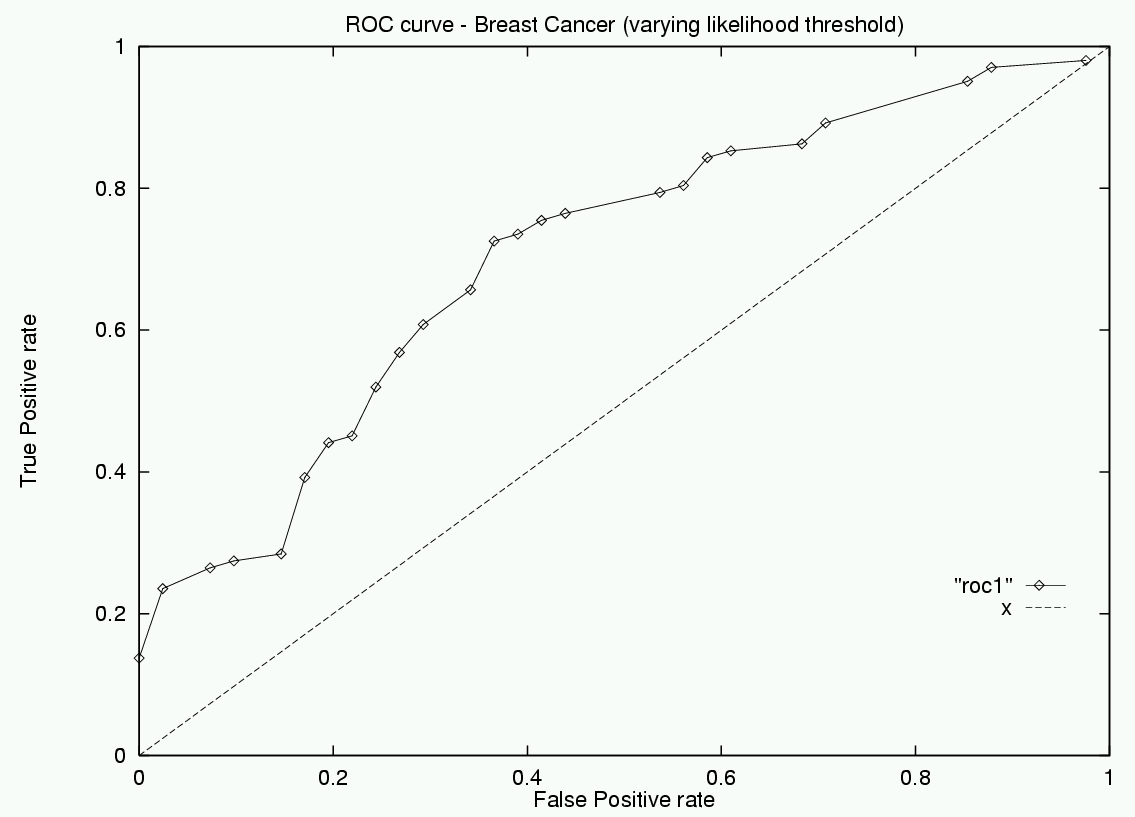 ROC curve - Breast Cancer (varying likelihood threshold)
1
0.8
0.6
0.4
0.2
0
True Positive rate
"roc1"
x
0 0.2 0.4 0.6 0.8 1
False Positive rate